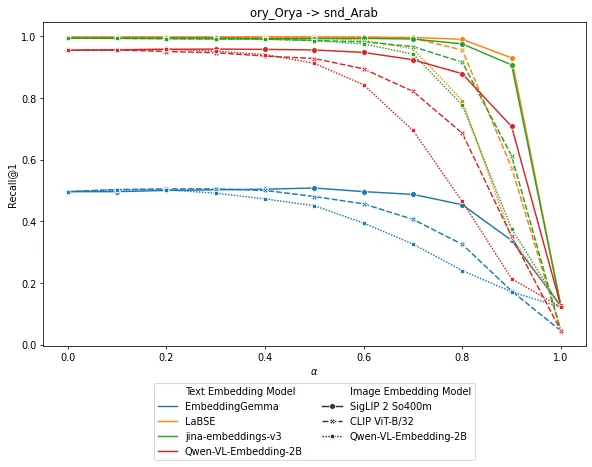 ory_Orya -> snd_Arab
1.0
0.8
0.6
0.4
0.2
0.0
Recall@1
0.0 0.2 0.4 0.6 0.8 1.0
α
Text Embedding Model Image Embedding Model
EmbeddingGemma SigLIP 2 So400m
LaBSE CLIP ViT-B/32
jina-embeddings-v3 Qwen-VL-Embedding-2B
Qwen-VL-Embedding-2B